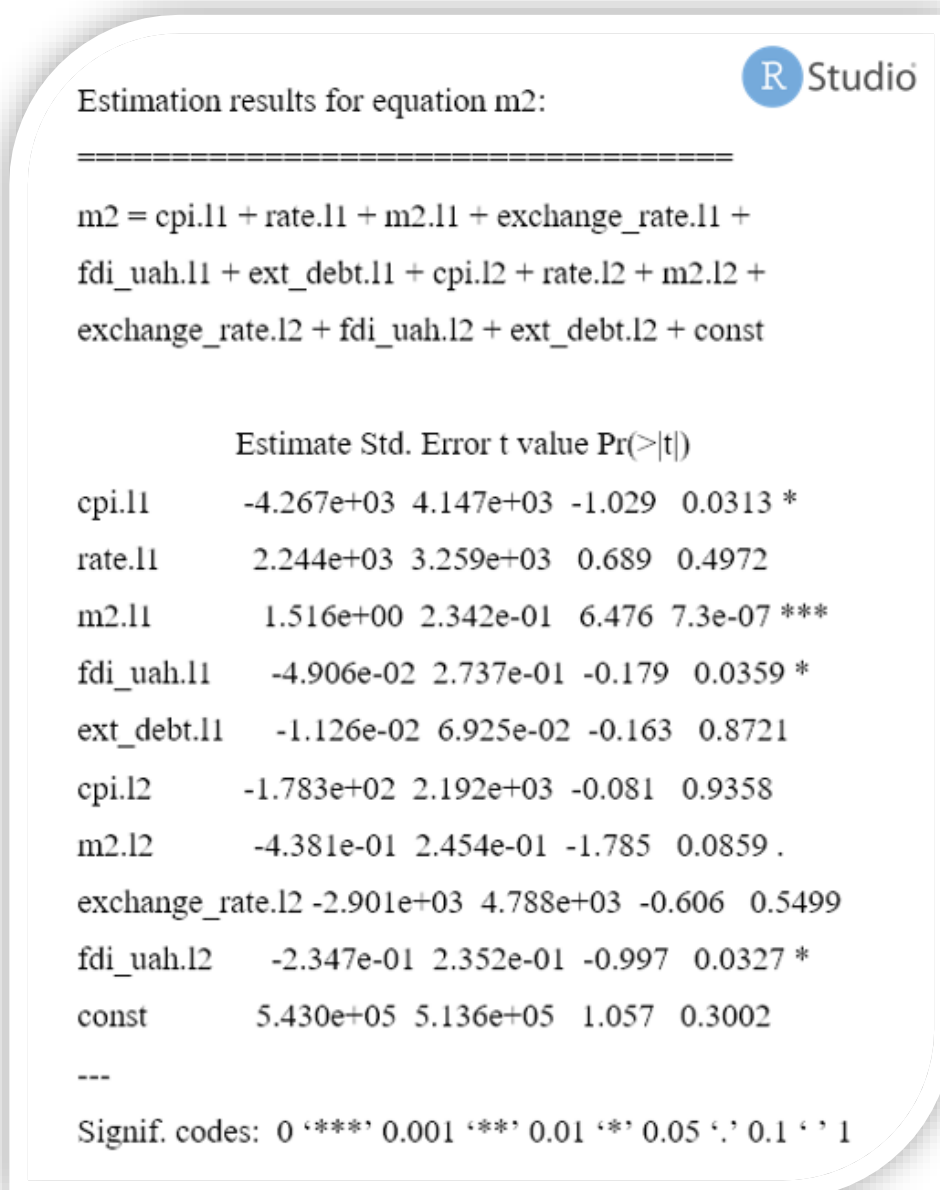 R Studio
Estimation results for equation m2:
===================================
m2 = cpi.l1 + rate.l1 + m2.l1 + exchange_rate.l1 +
fdi_uah.l1 + ext_debt.l1 + cpi.l2 + rate.l2 + m2.l2 +
exchange_rate.l2 + fdi_uah.l2 + ext_debt.l2 + const
Estimate Std. Error t value Pr(>|t|)
cpi.l1 -4.267e+03 4.147e+03 -1.029 0.0313 *
rate.l1 2.244e+03 3.259e+03 0.689 0.4972
m2.l1 1.516e+00 2.342e-01 6.476 7.3e-07 ***
fdi_uah.l1 -4.906e-02 2.737e-01 -0.179 0.0359 *
ext_debt.l1 -1.126e-02 6.925e-02 -0.163 0.8721
cpi.l2 -1.783e+02 2.192e+03 -0.081 0.9358
m2.l2 -4.381e-01 2.454e-01 -1.785 0.0859 .
exchange_rate.l2 -2.901e+03 4.788e+03 -0.606 0.5499
fdi_uah.l2 -2.347e-01 2.352e-01 -0.997 0.0327 *
const 5.430e+05 5.136e+05 1.057 0.3002
---
Signif. codes: 0 ‘***’ 0.001 ‘**’ 0.01 ‘*’ 0.05 ‘.’ 0.1 ‘ ’ 1